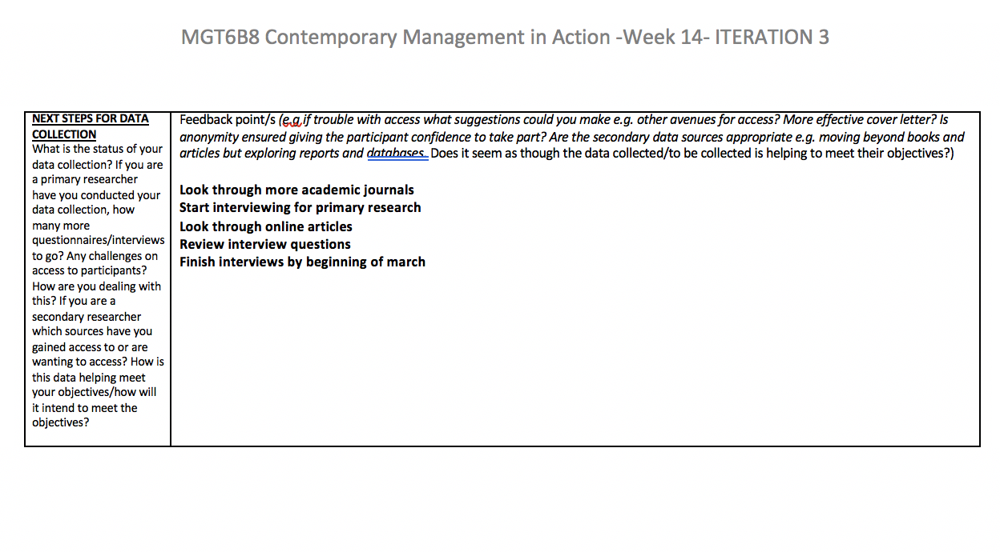 MGT6B8 Contemporary Management in Action -Week 14- ITERATION 3
NEXT STEPS FOR DATA
COLLECTION
What is the status of your
data collection? If you are
a primary researcher
have you conducted your
data collection, how
many more
questionnaires/interviews
to go? Any challenges on
access to participants?
How are you dealing with
this? If you are a
secondary researcher
which sources have you
gained access to or are
wanting to access? How is
this data helping meet
your objectives/how will
it intend to meet the
objectives?
Feedback point/s (e.g.if trouble with access what suggestions could you make e.g. other avenues for access? More effective cover letter? Is
anonymity ensured giving the participant confidence to take part? Are the secondary data sources appropriate e.g. moving beyond books and
articles but exploring reports and databases. Does it seem as though the data collected/to be collected is helping to meet their objectives?)
Look through more academic journals
Start interviewing for primary research
Look through online articles
Review interview questions
Finish interviews by beginning of march